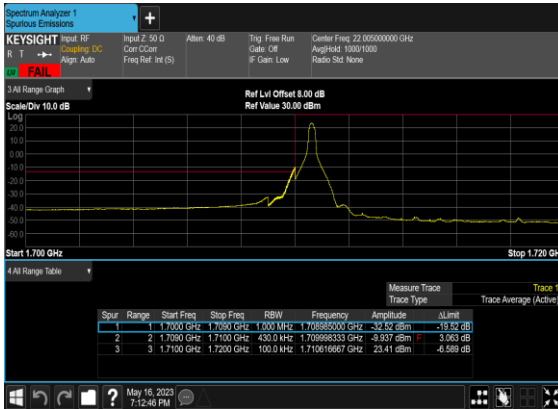 Spectrum Analyzer 1
Spurious Emissions
KEYSIGHT Input: RF Input Z: 50 Ω Atten: 40 dB Trig: Free Run Center Freq: 22.005000000 GHz
R T Coupling: DC Corr CCorr Gate: Off Avg|Hold: 1000/1000
Align: Auto Freq Ref: Int (S) IF Gain: Low Radio Std: None
FAIL
3 All Range Graph
Ref Lvl Offset 8.00 dB
Scale/Div 10.0 dB Ref Value 30.00 dBm
Log
20.0
10.0
0.00
-10.0
-20.0
-30.0
-40.0
-50.0
-60.0
Start 1.700 GHz Stop 1.720 GH
4 All Range Table
Measure Trace Trace 1
Trace Type Trace Average (Active)
Spur Range Start Freq Stop Freq RBW Frequency Amplitude ΔLimit
1 1 1.7000 GHz 1.7090 GHz 1.000 MHz 1.708985000 GHz -32.52 dBm -19.52 dB
2 2 1.7090 GHz 1.7100 GHz 430.0 kHz 1.709998333 GHz -9.937 dBm F 3.063 dB
3 3 1.7100 GHz 1.7200 GHz 100.0 kHz 1.710616667 GHz 23.41 dBm -6.589 dB
May 16, 2023
7:12:46 PM